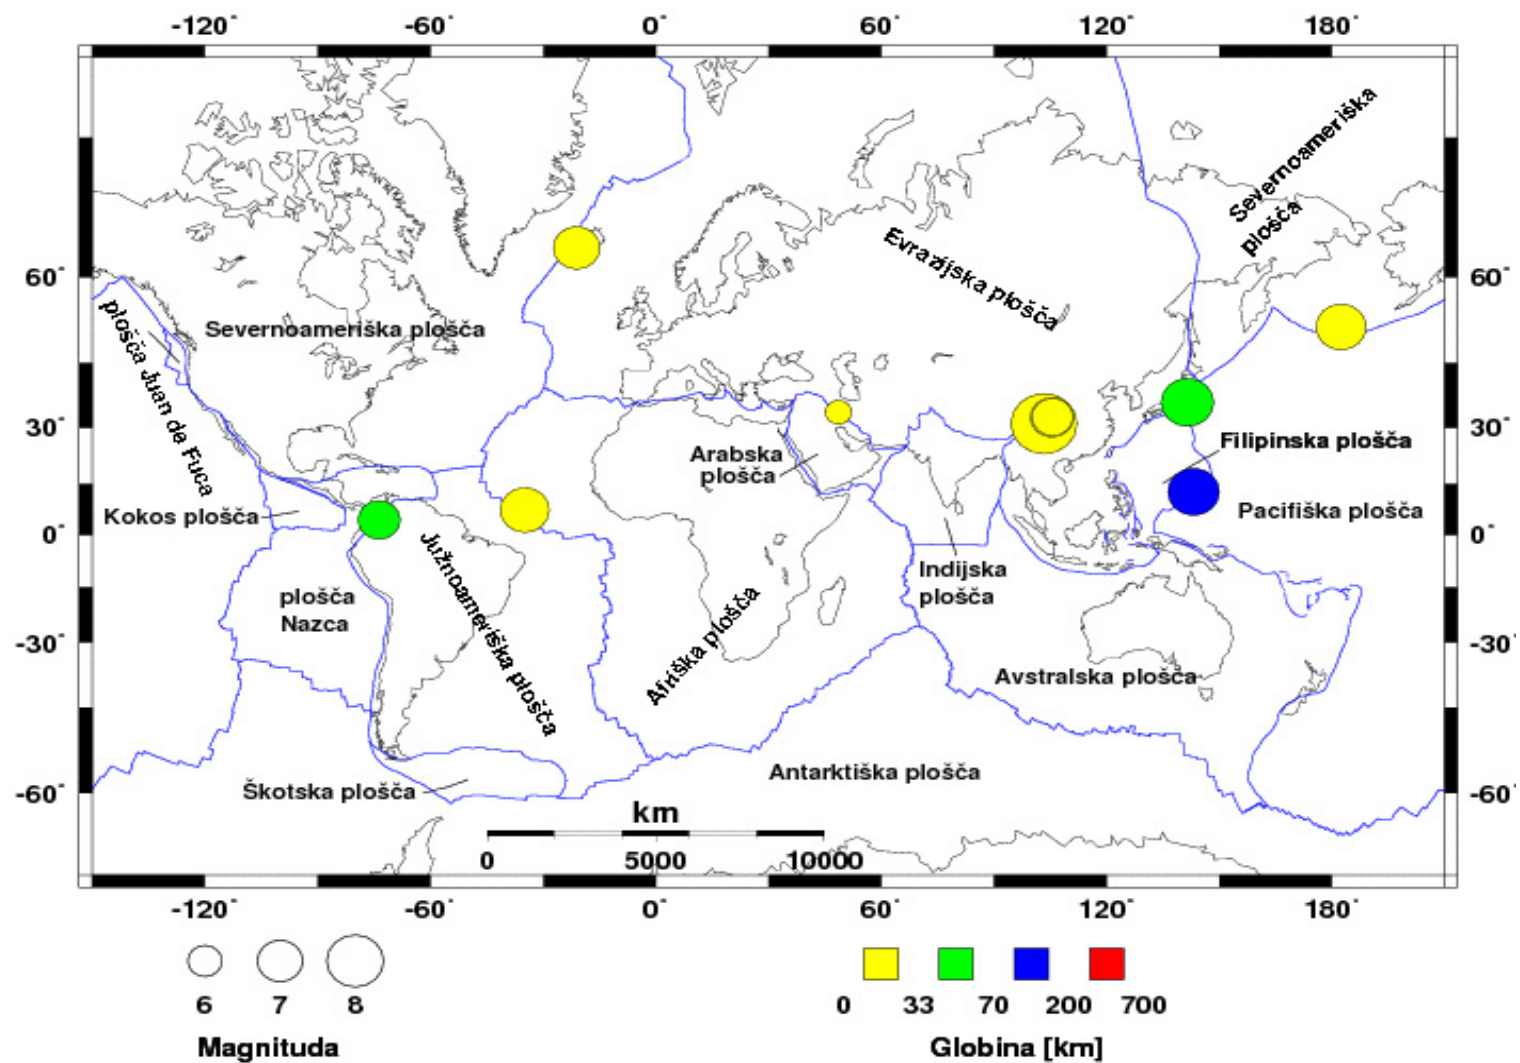 -120° -60° 0° 60° 120° 180°
Severnoameriška
plošča
Evrazijska plošča
60° 60°
plošča Juan de Fuca
Severnoameriška plošča
30° 30°
Filipinska plošča
Arabska
plošča
Kokos plošča
Pacifiška plošča
0° 0°
Južnoameriška plošča
Indijska
plošča
plošča
Nazca
Afriška plošča
-30° -30°
Avstralska plošča
Antarktiška plošča
Škotska plošča
-60° -60°
km
0 5000 10000
-120° -60° 0° 60° 120° 180°
6 7 8
0 33 70 200 700
Magnituda
Globina [km]